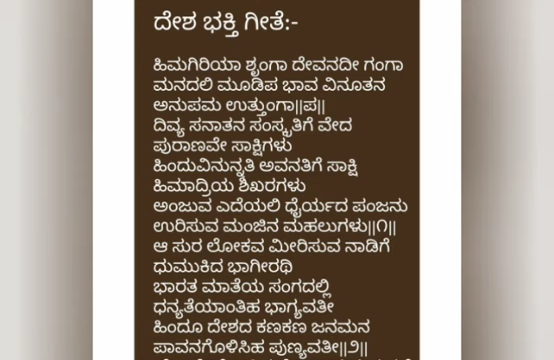 ದೇಶ ಭಕ್ತಿ ಗೀತೆ:-
ಹಿಮಗಿರಿಯಾ ಶೃಂಗಾ ದೇವನದೀ ಗಂಗಾ
ಮನದಲಿ ಮೂಡಿಪ ಭಾವ ವಿನೂತನ
ಅನುಪಮ ಉತ್ತುಂಗಾ||ಪ||
ದಿವ್ಯ ಸನಾತನ ಸಂಸ್ಕೃತಿಗೆ ವೇದ
ಪುರಾಣವೇ ಸಾಕ್ಷಿಗಳು
ಹಿಂದುವಿನುನ್ನತಿ ಅವನತಿಗೆ ಸಾಕ್ಷಿ
ಹಿಮಾದ್ರಿಯ ಶಿಖರಗಳು
ಅಂಜುವ ಎದೆಯಲಿ ಧೈರ್ಯದ ಪಂಜನು
ಉರಿಸುವ ಮಂಜಿನ ಮಹಲುಗಳು||೧||
ಆ ಸುರ ಲೋಕವ ಮೀರಿಸುವ ನಾಡಿಗೆ
ಧುಮುಕಿದ ಭಾಗೀರಥಿ
ಭಾರತ ಮಾತೆಯ ಸಂಗದಲ್ಲಿ
ಧನ್ಯತೆಯಾಂತಿಹ ಭಾಗ್ಯವತೀ
ಹಿಂದೂ ದೇಶದ ಕಣಕಣ ಜನಮನ
ಪಾವನಗೊಳಿಸಿಹ ಪುಣ್ಯವತೀ||೨||